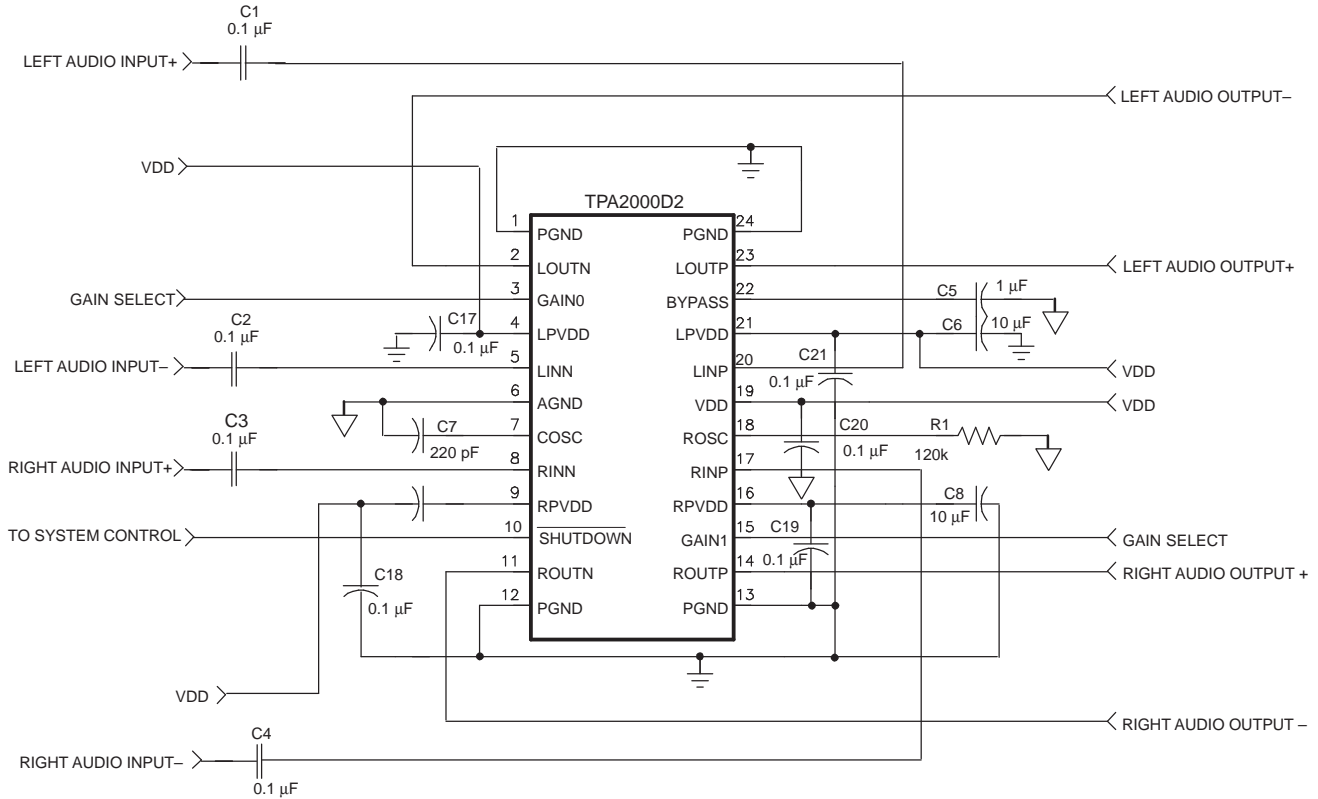 C1
0.1 µF
LEFT AUDIO INPUT+
LEFT AUDIO OUTPUT–
VDD
TPA2000D2
1
PGND
PGND
24
2
LOUTN
LOUTP
23
LEFT AUDIO OUTPUT+
GAIN SELECT
3
GAIN0
BYPASS
22
C5
1 µF
C17
0.1 µF
4
LPVDD
LPVDD
21
C6
10 µF
C2
0.1 µF
LEFT AUDIO INPUT–
5
LINN
LINP
20
C21
0.1 µF
VDD
6
AGND
VDD
19
VDD
C7
220 pF
7
COSC
ROSC
18
C20
0.1 µF
R1
120k
C3
0.1 µF
RIGHT AUDIO INPUT+
8
RINN
RINP
17
9
RPVDD
RPVDD
16
C8
10 µF
TO SYSTEM CONTROL
10
SHUTDOWN
GAIN1
15
C19
0.1 µF
GAIN SELECT
11
ROUTN
ROUTP
14
RIGHT AUDIO OUTPUT +
C18
0.1 µF
12
PGND
PGND
13
VDD
RIGHT AUDIO OUTPUT –
C4
0.1 µF
RIGHT AUDIO INPUT–